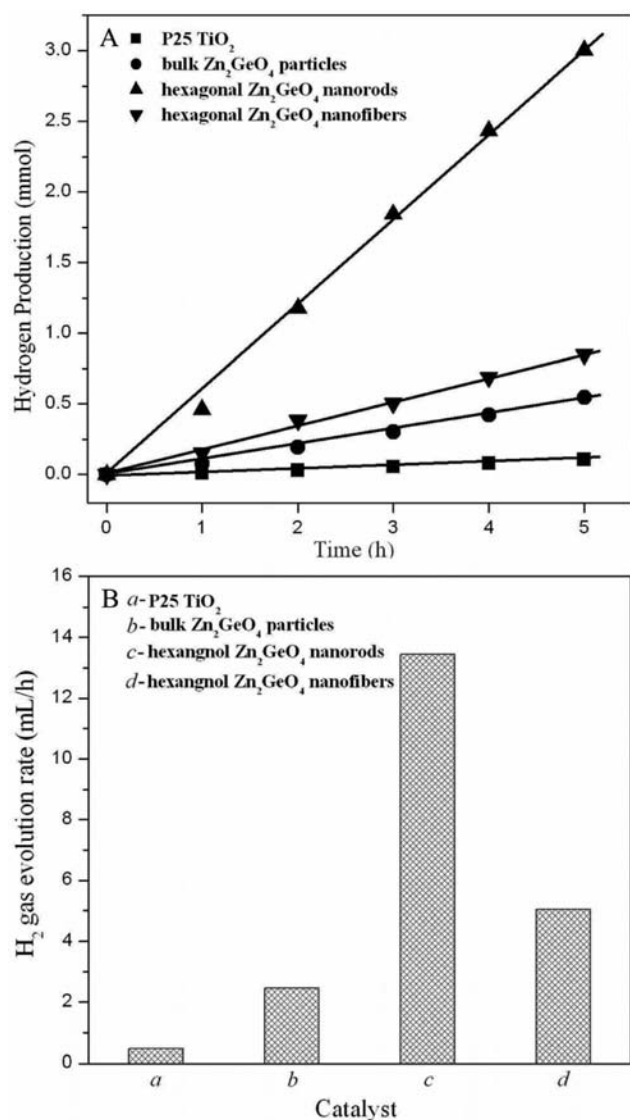 A
P25 TiO₂
bulk Zn₂GeO₄ particles
hexagonal Zn₂GeO₄ nanorods
hexagonal Zn₂GeO₄ nanofibers
Hydrogen Production (mmol)
3.0
2.5
2.0
1.5
1.0
0.5
0.0
0 1 2 3 4 5
Time (h)
B
a- P25 TiO₂
b- bulk Zn₂GeO₄ particles
c- hexangnol Zn₂GeO₄ nanorods
d- hexangnol Zn₂GeO₄ nanofibers
H₂ gas evolution rate (mL/h)
16
14
12
10
8
6
4
2
0
a b c d
Catalyst